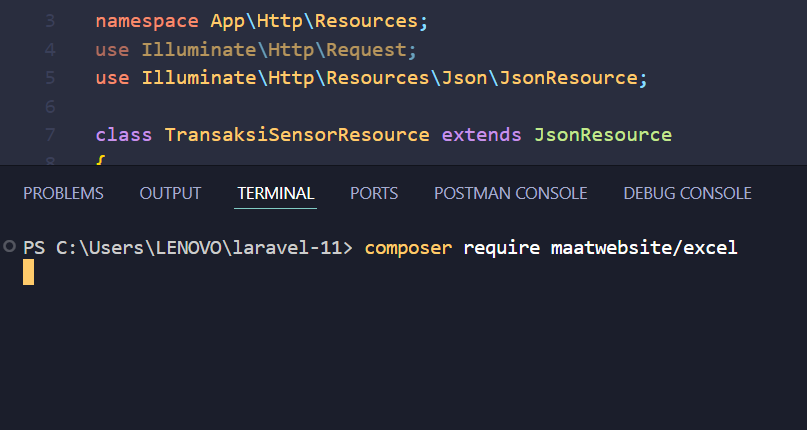 3 namespace App\Http\Resources;
4 use Illuminate\Http\Request;
5 use Illuminate\Http\Resources\Json\JsonResource;
6
7 class TransaksiSensorResource extends JsonResource
8 {
PROBLEMS OUTPUT TERMINAL PORTS POSTMAN CONSOLE DEBUG CONSOLE
PS C:\Users\LENOVO\laravel-11> composer require maatwebsite/excel